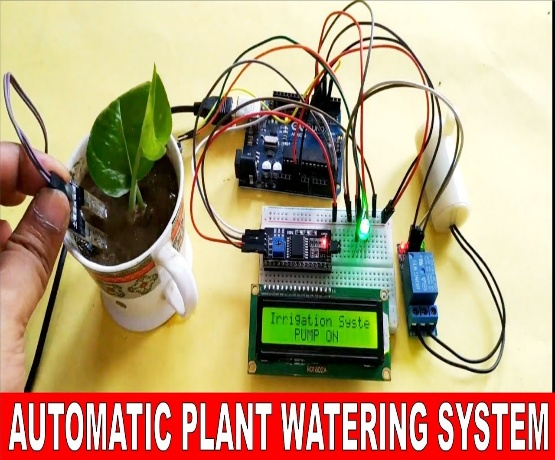 Irrigation Syste
PUMP ON
AUTOMATIC PLANT WATERING SYSTEM